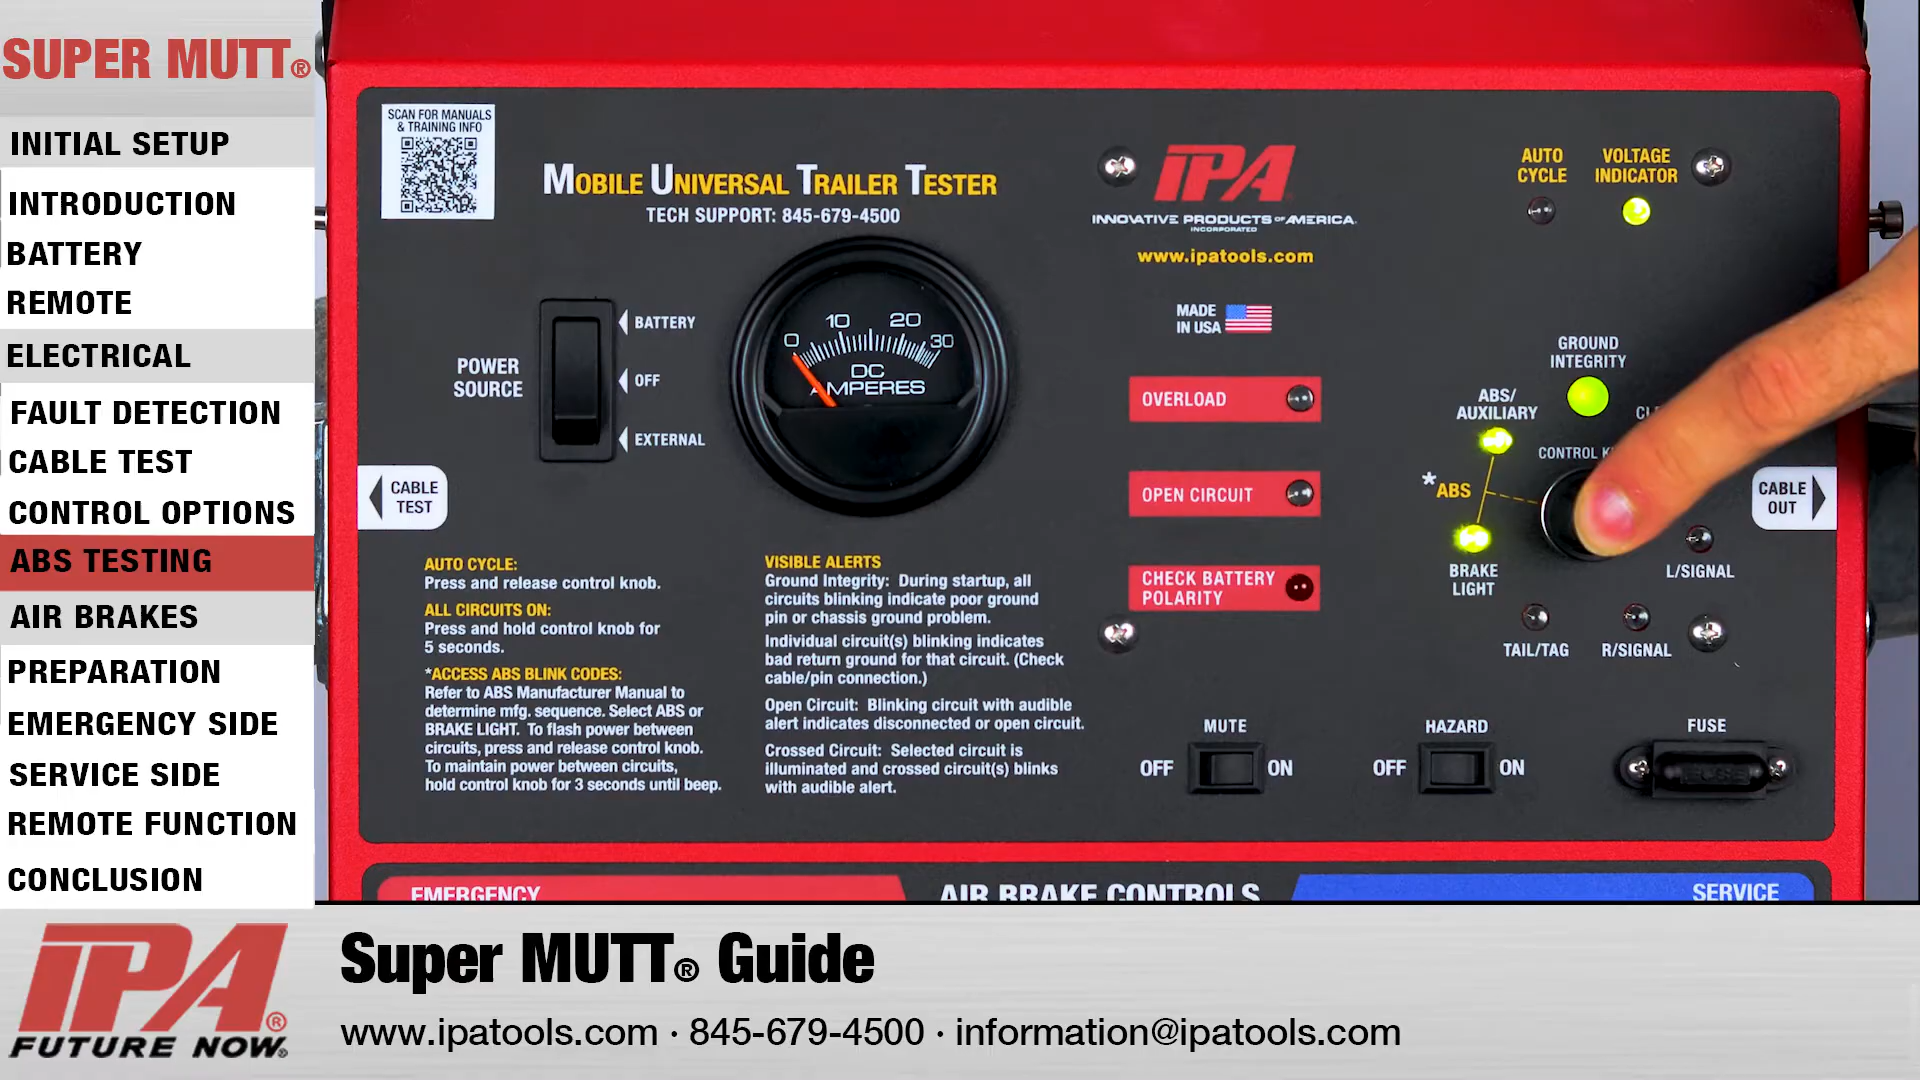 SUPER MUTT®
INITIAL SETUP
INTRODUCTION
BATTERY
REMOTE
ELECTRICAL
FAULT DETECTION
CABLE TEST
CONTROL OPTIONS
ABS TESTING
AIR BRAKES
PREPARATION
EMERGENCY SIDE
SERVICE SIDE
REMOTE FUNCTION
CONCLUSION
SCAN FOR MANUALS
& TRAINING INFO
MOBILE UNIVERSAL TRAILER TESTER
TECH SUPPORT: 845-679-4500
IPA
INNOVATIVE PRODUCTS OF AMERICA
INCORPORATED
www.ipatools.com
MADE
IN USA
AUTO
CYCLE
VOLTAGE
INDICATOR
POWER
SOURCE
BATTERY
OFF
EXTERNAL
0 10 20 30
DC
AMPERES
OVERLOAD
OPEN CIRCUIT
CHECK BATTERY
POLARITY
GROUND
INTEGRITY
ABS/
AUXILIARY
CONTROL
*ABS
BRAKE
LIGHT
TAIL/TAG
R/SIGNAL
L/SIGNAL
CABLE
TEST
CABLE
OUT
AUTO CYCLE:
Press and release control knob.
ALL CIRCUITS ON:
Press and hold control knob for
5 seconds.
*ACCESS ABS BLINK CODES:
Refer to ABS Manufacturer Manual to
determine mfg. sequence. Select ABS or
BRAKE LIGHT. To flash power between
circuits, press and release control knob.
To maintain power between circuits,
hold control knob for 3 seconds until beep.
VISIBLE ALERTS
Ground Integrity: During startup, all
circuits blinking indicate poor ground
pin or chassis ground problem.
Individual circuit(s) blinking indicates
bad return ground for that circuit. (Check
cable/pin connection.)
Open Circuit: Blinking circuit with audible
alert indicates disconnected or open circuit.
Crossed Circuit: Selected circuit is
illuminated and crossed circuit(s) blinks
with audible alert.
MUTE
OFF ON
HAZARD
OFF ON
FUSE
EMERGENCY
AIR BRAKE CONTROLS
SERVICE
IPA®
FUTURE NOW.
Super MUTT® Guide
www.ipatools.com · 845-679-4500 · information@ipatools.com